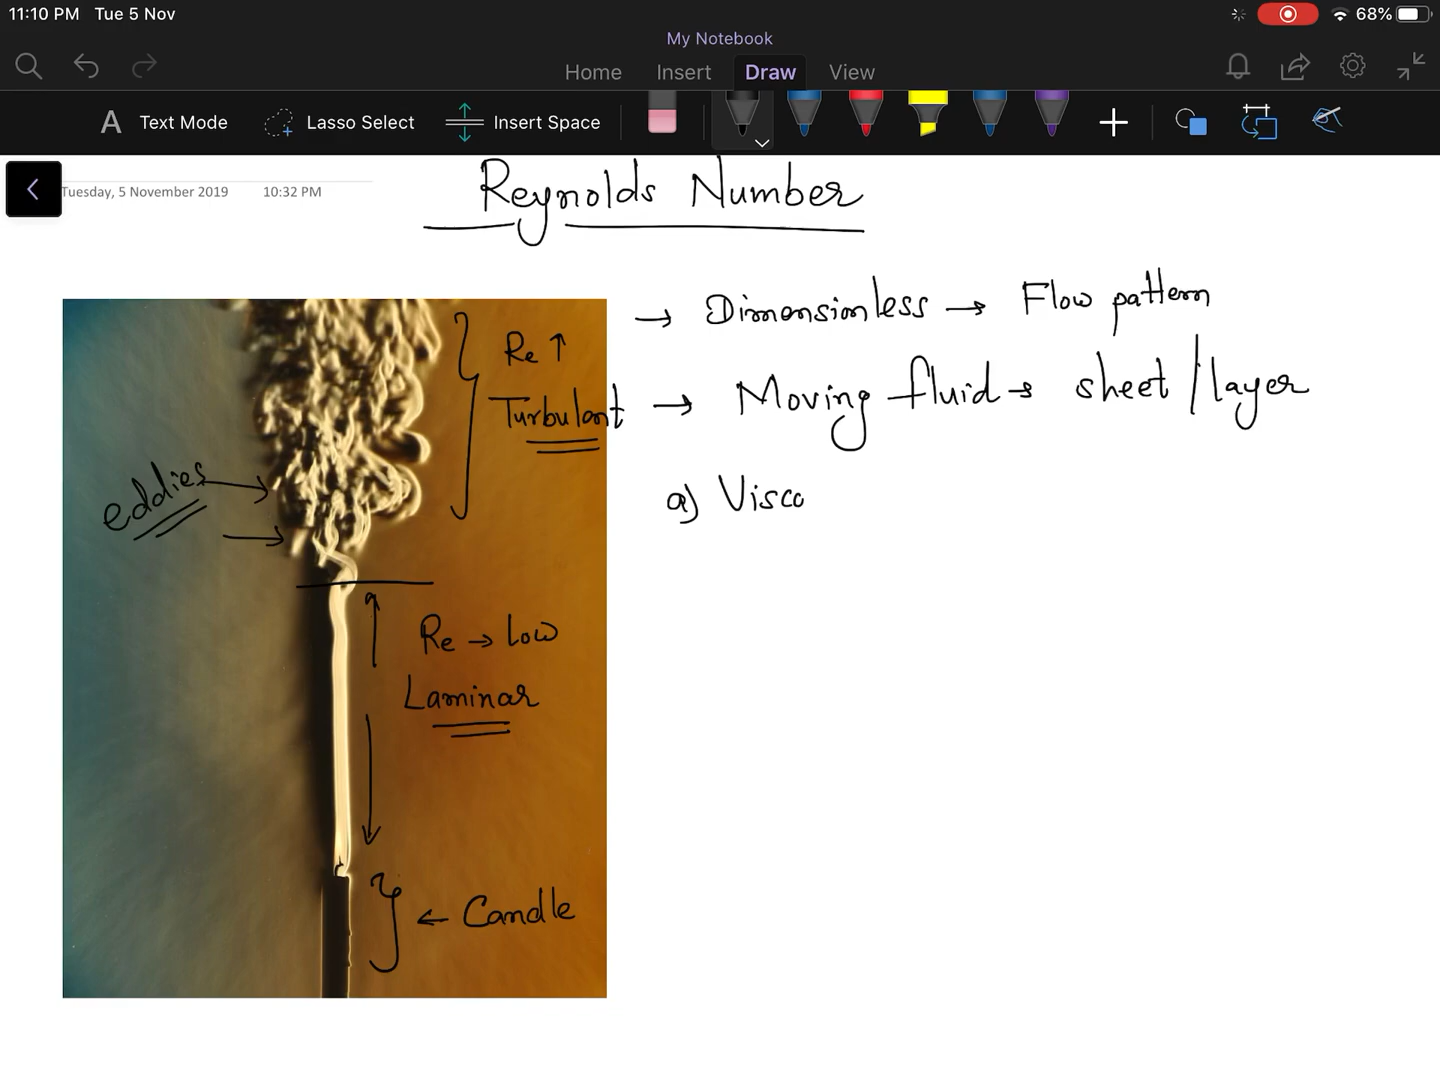 11:10 PM Tue 5 Nov 68%
My Notebook
Home Insert Draw View
A Text Mode Lasso Select Insert Space
Tuesday, 5 November 2019 10:32 PM
Reynolds Number
→ Dimensionless → Flow pattern
→ Moving fluid → sheet / layer
a) Visco
Re ↑
Turbulant
eddies
Re → Low
Laminar
← Candle